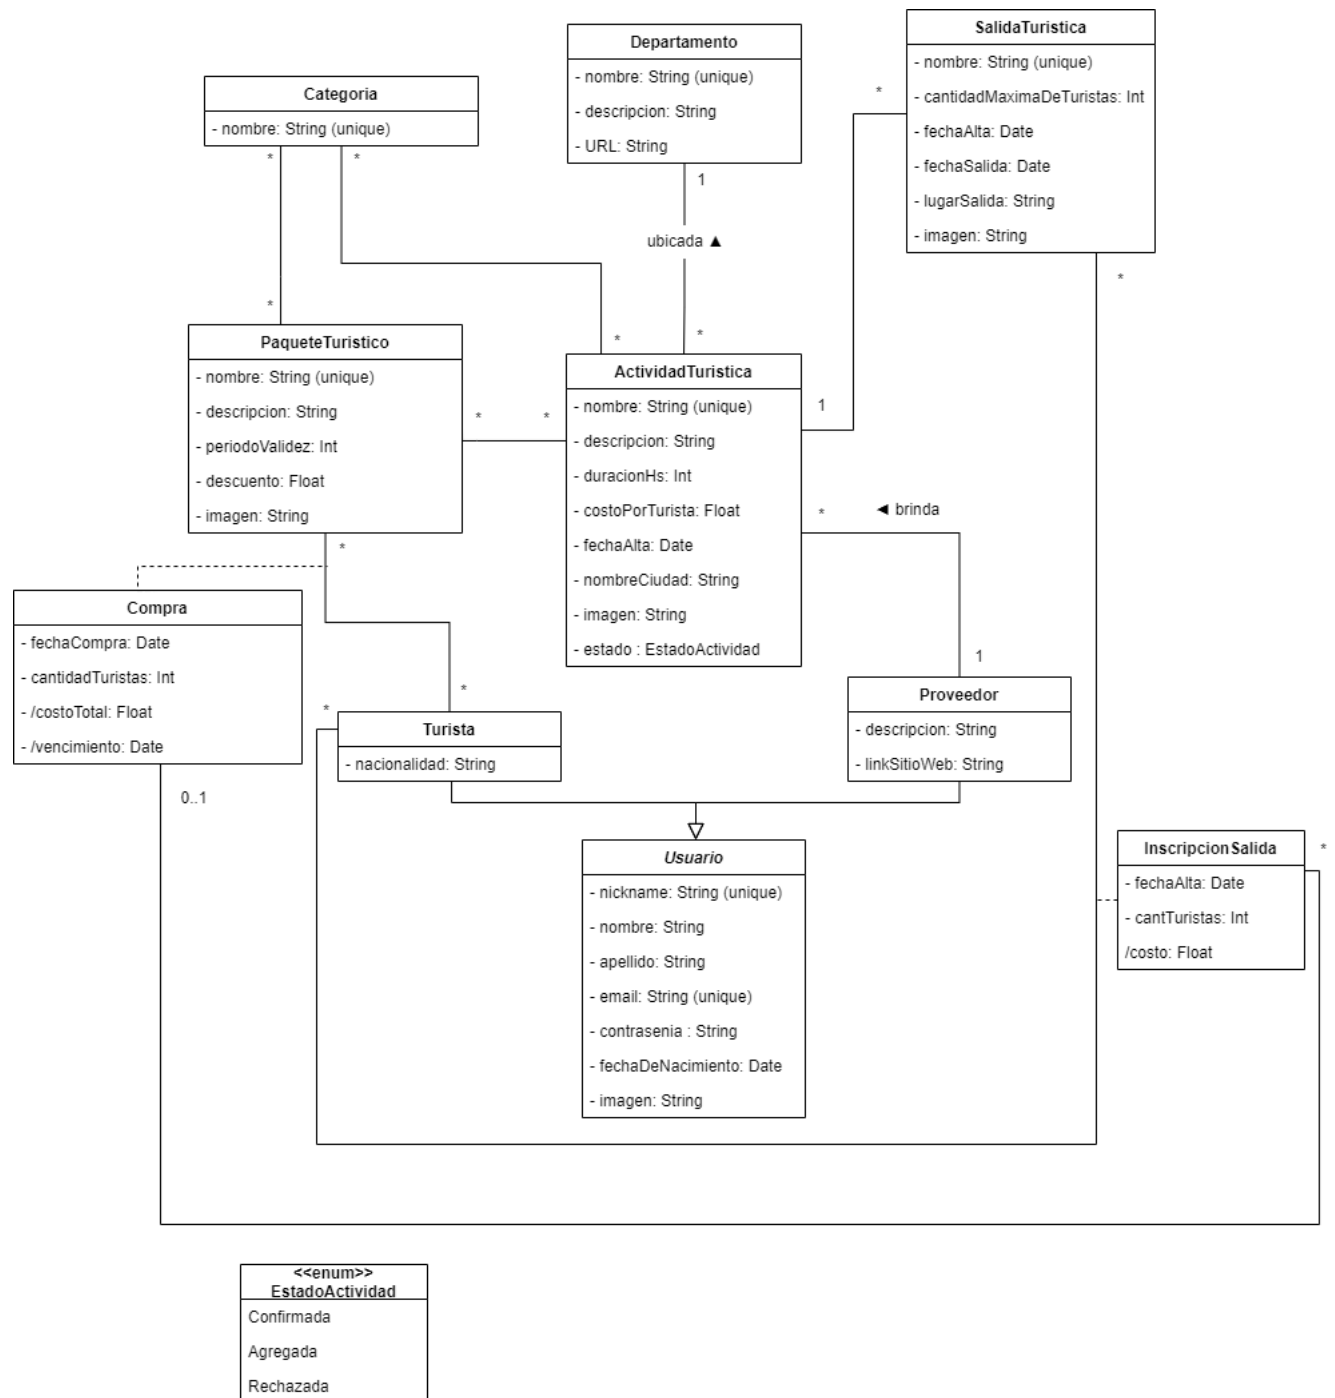 Categoria
- nombre: String (unique)
*
*
Departamento
- nombre: String (unique)
- descripcion: String
- URL: String
1
ubicada ▲
*
SalidaTuristica
- nombre: String (unique)
- cantidadMaximaDeTuristas: Int
- fechaAlta: Date
- fechaSalida: Date
- lugarSalida: String
- imagen: String
*
*
*
*
PaqueteTuristico
- nombre: String (unique)
- descripcion: String
- periodoValidez: Int
- descuento: Float
- imagen: String
*
*
*
ActividadTuristica
- nombre: String (unique)
- descripcion: String
- duracionHs: Int
- costoPorTurista: Float
- fechaAlta: Date
- nombreCiudad: String
- imagen: String
- estado : EstadoActividad
1
*
◄ brinda
1
Compra
- fechaCompra: Date
- cantidadTuristas: Int
- /costoTotal: Float
- /vencimiento: Date
0..1
*
*
Turista
- nacionalidad: String
Proveedor
- descripcion: String
- linkSitioWeb: String
Usuario
- nickname: String (unique)
- nombre: String
- apellido: String
- email: String (unique)
- contrasenia : String
- fechaDeNacimiento: Date
- imagen: String
InscripcionSalida
- fechaAlta: Date
- cantTuristas: Int
/costo: Float
*
<<enum>>
EstadoActividad
Confirmada
Agregada
Rechazada